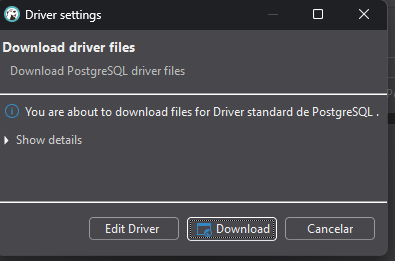 Driver settings
Download driver files
Download PostgreSQL driver files
You are about to download files for Driver standard de PostgreSQL .
Show details
Edit Driver
Download
Cancelar